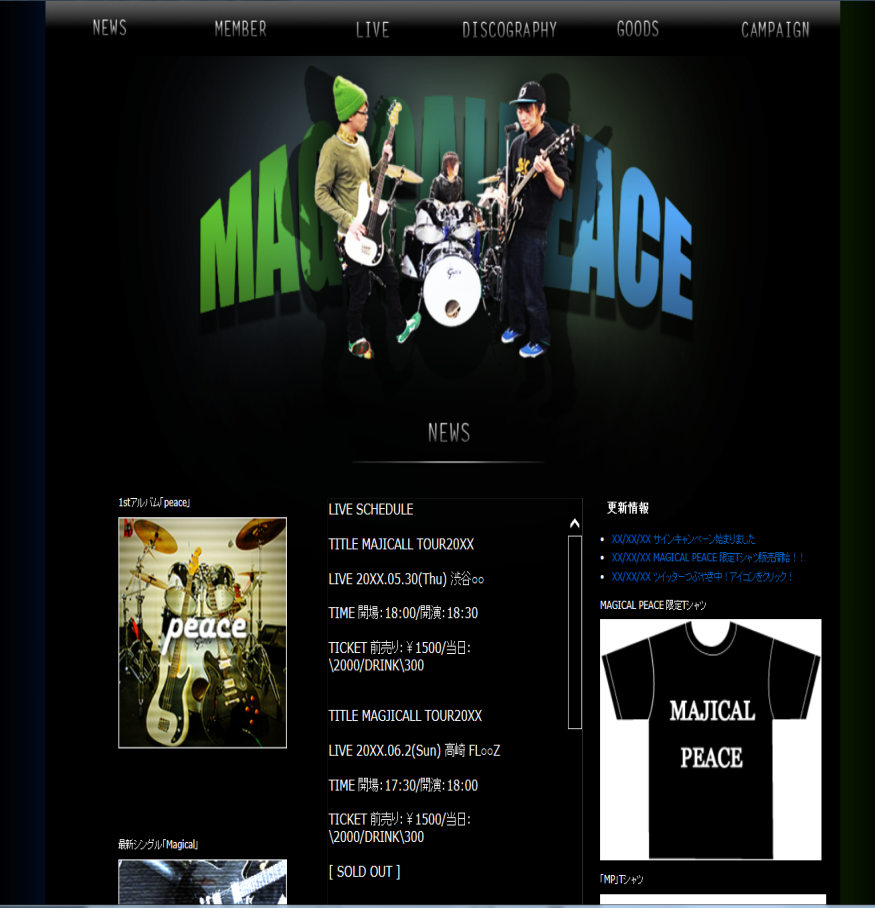 NEWS
MEMBER
LIVE
DISCOGRAPHY
GOODS
CAMPAIGN
NEWS
1stアルバム「peace」
peace
最新シングル「Magical」
LIVE SCHEDULE
TITLE MAJICALL TOUR20XX
LIVE 20XX.05.30(Thu) 渋谷○○
TIME 開場:18:00/開演:18:30
TICKET 前売り:￥1500/当日:
\2000/DRINK\300
TITLE MAGJICALL TOUR20XX
LIVE 20XX.06.2(Sun) 高崎 FL○○Z
TIME 開場:17:30/開演:18:00
TICKET 前売り:￥1500/当日:
\2000/DRINK\300
[ SOLD OUT ]
更新情報
XX/XX/XX サインキャンペーン始まりました
XX/XX/XX MAGICAL PEACE 限定Tシャツ販売開始！！
XX/XX/XX ツイッターつぶやき中！アイコンをクリック！
MAGICAL PEACE 限定Tシャツ
MAJICAL
PEACE
「MP」Tシャツ